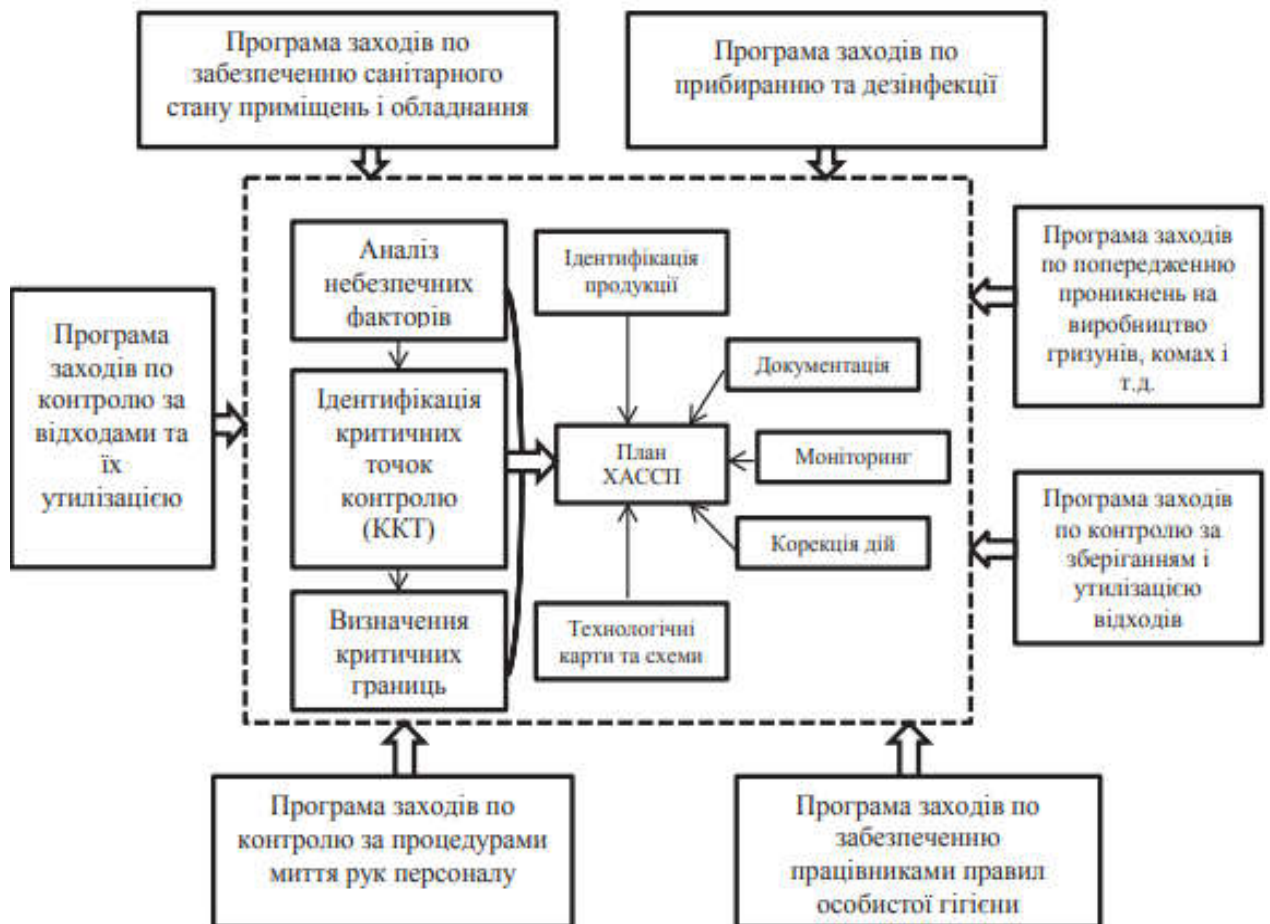 Програма заходів по
забезпеченню санітарного
стану приміщень і обладнання
Програма заходів по
прибиранню та дезінфекції
Програма
заходів по
контролю за
відходами та
їх
утилізацією
Аналіз
небезпечних
факторів
Ідентифікація
критичних
точок
контролю
(ККТ)
Визначення
критичних
границь
Ідентифікація
продукції
Документація
План
ХАССП
Моніторинг
Корекція дій
Технологічні
карти та схеми
Програма заходів
по попередженню
проникнень на
виробництво
гризунів, комах і
т.д.
Програма заходів
по контролю за
зберіганням і
утилізацією
відходів
Програма заходів по
контролю за процедурами
миття рук персоналу
Програма заходів по
забезпеченню
працівниками правил
особистої гігієни